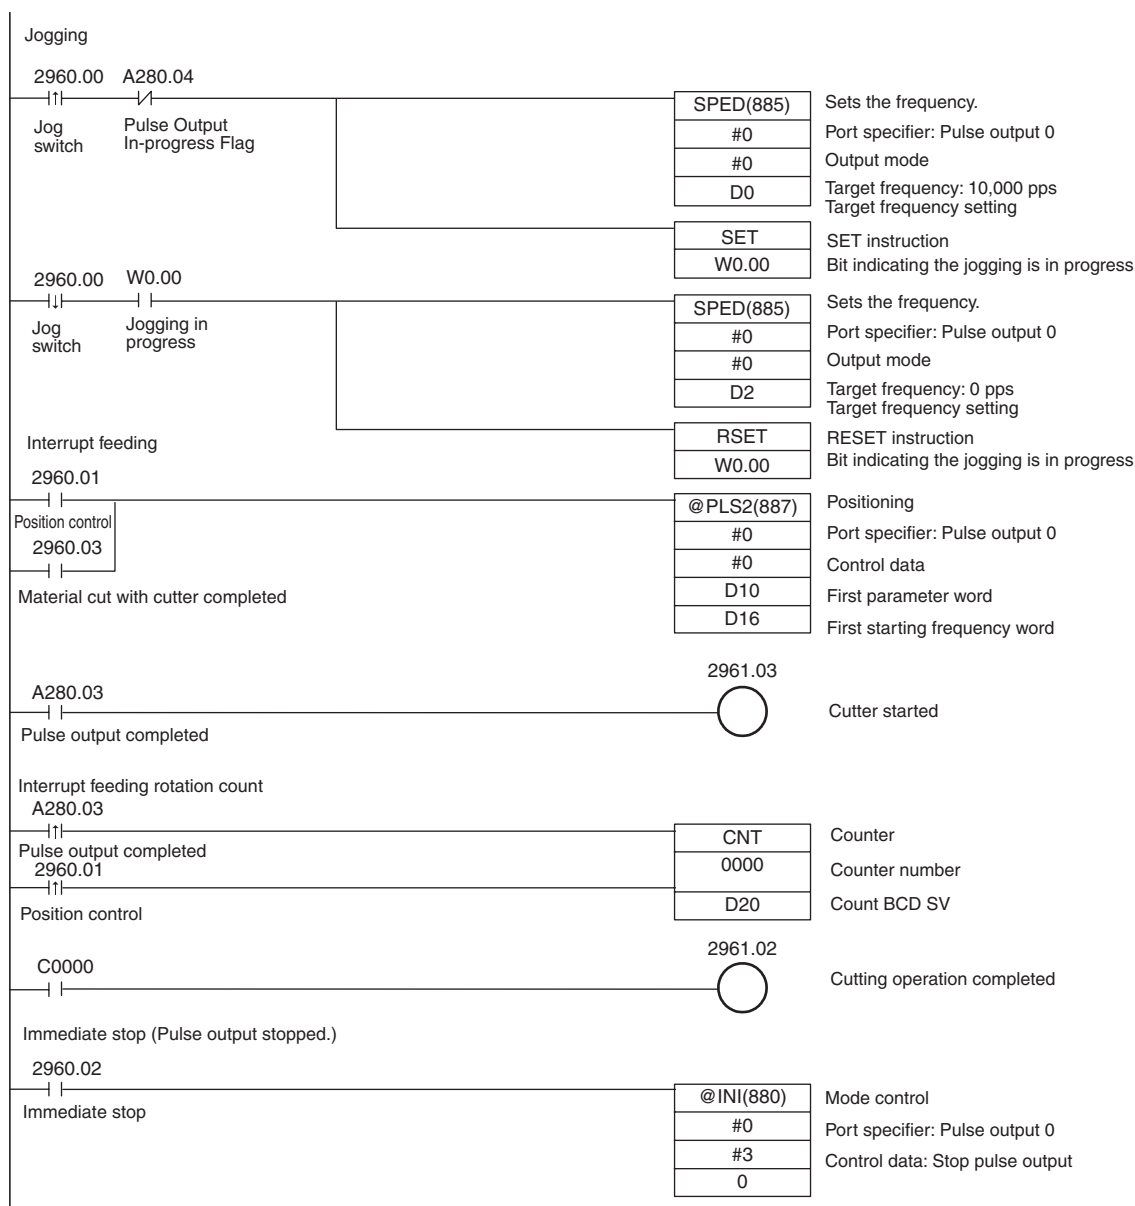 Jogging
2960.00 A280.04
Jog
switch
Pulse Output
In-progress Flag
SPED(885) Sets the frequency.
#0 Port specifier: Pulse output 0
#0 Output mode
D0 Target frequency: 10,000 pps
Target frequency setting
SET SET instruction
W0.00 Bit indicating the jogging is in progress
2960.00 W0.00
Jog
switch
Jogging in
progress
SPED(885) Sets the frequency.
#0 Port specifier: Pulse output 0
#0 Output mode
D2 Target frequency: 0 pps
Target frequency setting
RSET RESET instruction
W0.00 Bit indicating the jogging is in progress
Interrupt feeding
2960.01
Position control
2960.03
Material cut with cutter completed
@PLS2(887) Positioning
#0 Port specifier: Pulse output 0
#0 Control data
D10 First parameter word
D16 First starting frequency word
A280.03
Pulse output completed
2961.03
Cutter started
Interrupt feeding rotation count
A280.03
Pulse output completed
2960.01
Position control
CNT Counter
0000 Counter number
D20 Count BCD SV
C0000
2961.02
Cutting operation completed
Immediate stop (Pulse output stopped.)
2960.02
Immediate stop
@INI(880) Mode control
#0 Port specifier: Pulse output 0
#3 Control data: Stop pulse output
0